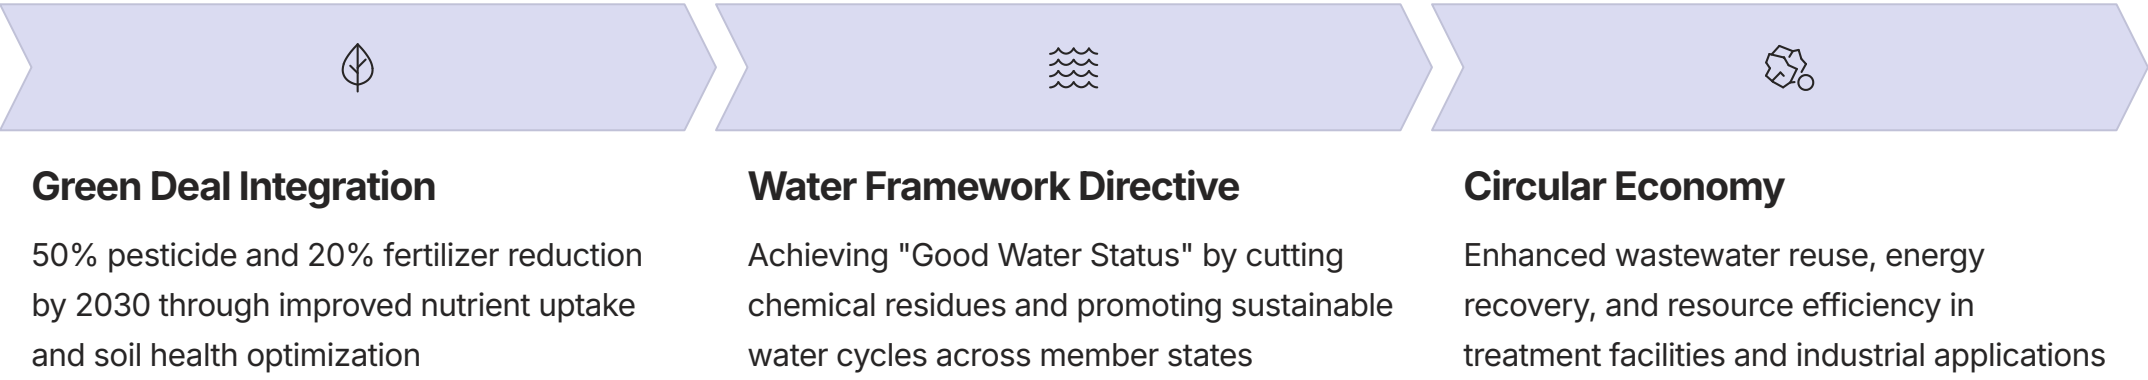 Green Deal Integration
50% pesticide and 20% fertilizer reduction
by 2030 through improved nutrient uptake
and soil health optimization
Water Framework Directive
Achieving "Good Water Status" by cutting
chemical residues and promoting sustainable
water cycles across member states
Circular Economy
Enhanced wastewater reuse, energy
recovery, and resource efficiency in
treatment facilities and industrial applications